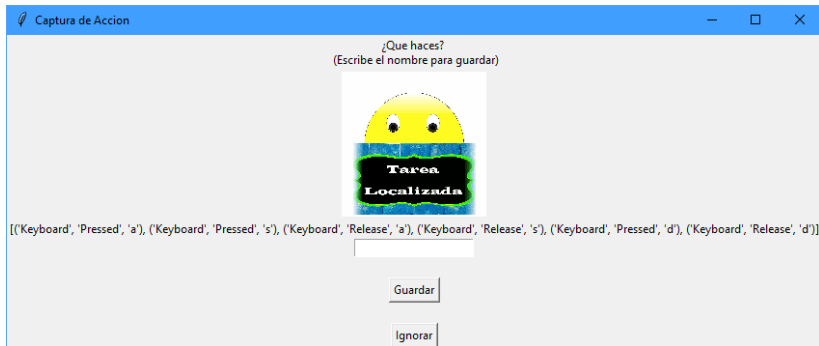 Captura de Accion
¿Que haces?
(Escribe el nombre para guardar)
Tarea
Localizada
[('Keyboard', 'Pressed', 'a'), ('Keyboard', 'Pressed', 's'), ('Keyboard', 'Release', 'a'), ('Keyboard', 'Release', 's'), ('Keyboard', 'Pressed', 'd'), ('Keyboard', 'Release', 'd')]
Guardar
Ignorar